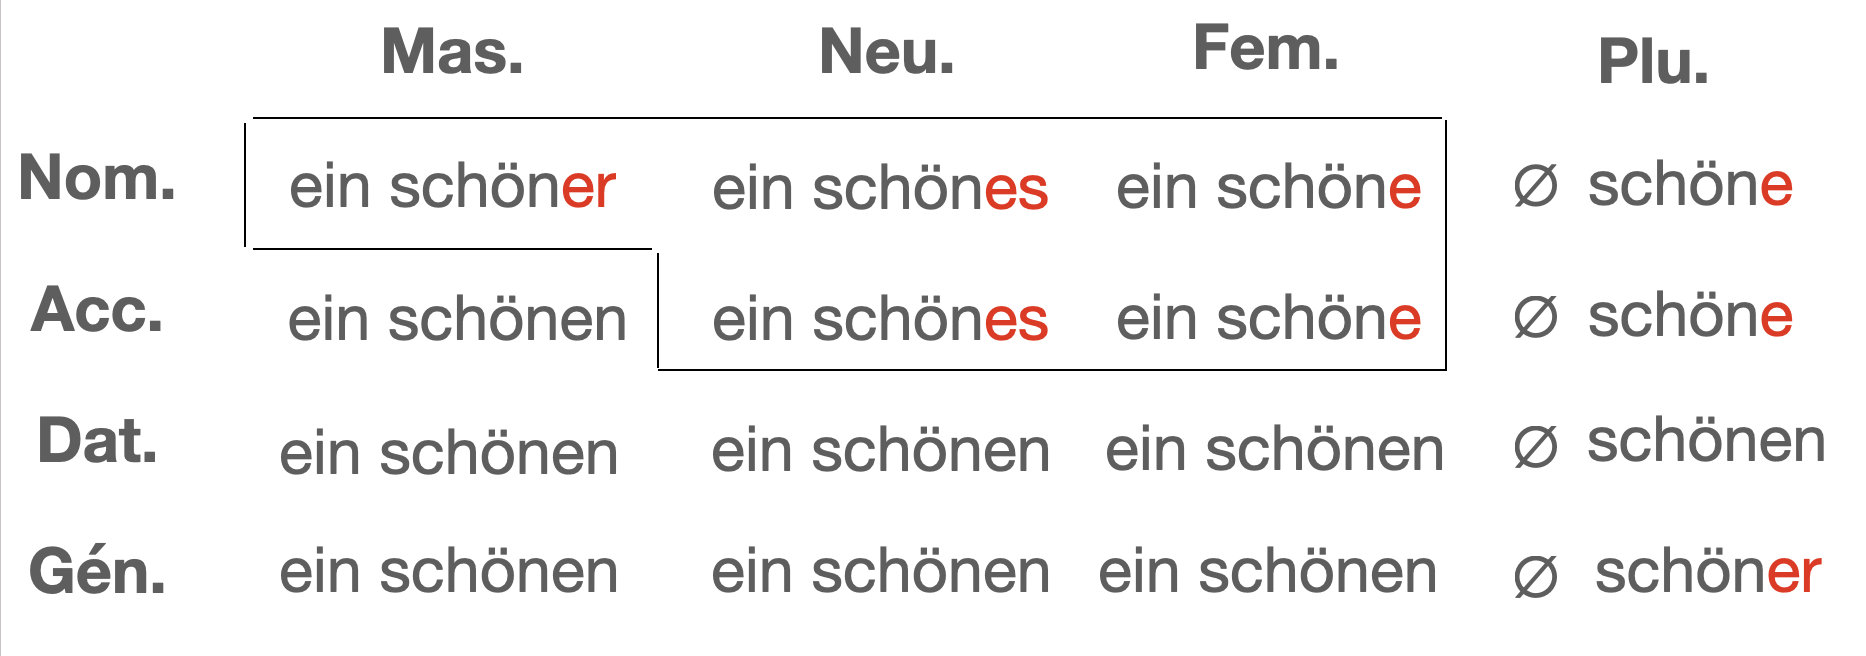 Mas. Neu. Fem. Plu.
Nom. ein schöner ein schönes ein schöne ∅ schöne
Acc. ein schönen ein schönes ein schöne ∅ schöne
Dat. ein schönen ein schönen ein schönen ∅ schönen
Gén. ein schönen ein schönen ein schönen ∅ schöner